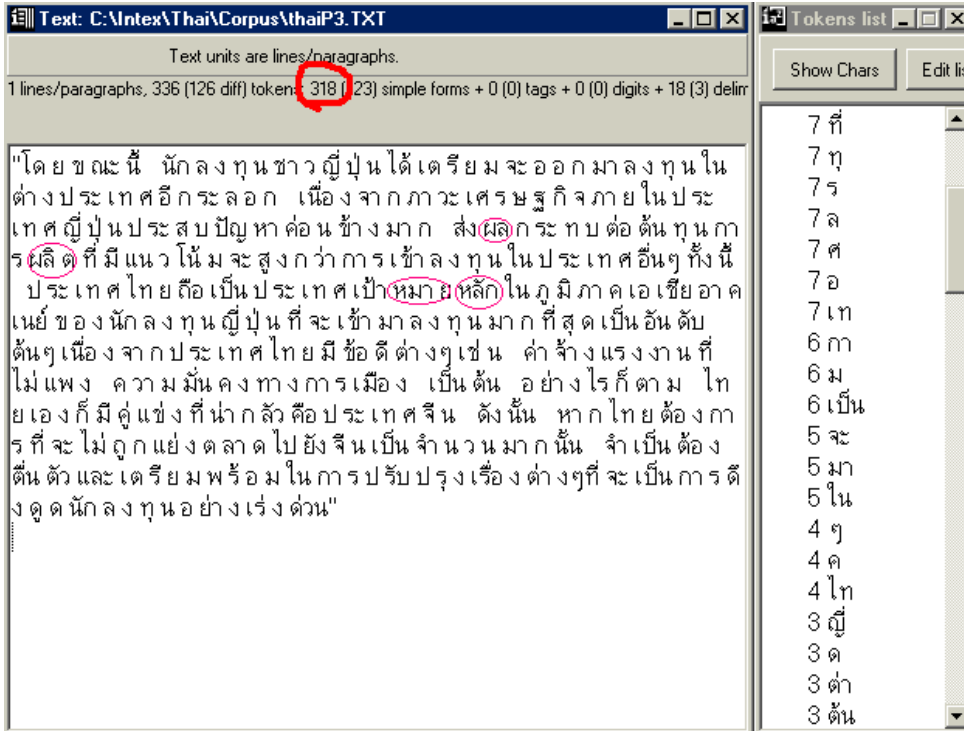 Text: C:\Intex\Thai\Corpus\thaiP3.TXT
Text units are lines/paragraphs.
1 lines/paragraphs, 336 (126 diff) tokens: 318 (123) simple forms + 0 (0) tags + 0 (0) digits + 18 (3) delim
"โดยขณะนี้ นักลงทุนชาวญี่ปุ่นได้เตรียมจะออกมาลงทุนใน
ต่างประเทศอีกระลอก เนื่องจากภาวะเศรษฐกิจภายในประ
เทศญี่ปุ่นประสบปัญหาค่อนข้างมาก ส่งผลกระทบต่อต้นทุนกา
รผลิตที่มีแนวโน้มจะสูงกว่าการเข้าลงทุนในประเทศอื่นๆ ทั้งนี้
ประเทศไทยถือเป็นประเทศเป้าหมายหลักในภูมิภาคเอเชียอาค
เนย์ของนักลงทุนญี่ปุ่นที่จะเข้ามาลงทุนมากที่สุดเป็นอันดับ
ต้นๆเนื่องจากประเทศไทยมีข้อดีต่างๆเช่น ค่าจ้างแรงงานที่
ไม่แพง ความมั่นคงทางการเมือง เป็นต้น อย่างไรก็ตาม ไท
ยเองก็มีคู่แข่งที่น่ากลัวคือประเทศจีน ดังนั้น หากไทยต้องกา
รที่จะไม่ถูกแย่งตลาดไปยังจีนเป็นจำนวนมากนั้น จำเป็นต้อง
ตื่นตัวและเตรียมพร้อมในการปรับปรุงเรื่องต่างๆที่จะเป็นการดึ
งดูดนักลงทุนอย่างเร่งด่วน"
Tokens list
Show Chars
Edit lis
7 ที่
7 ทุ
7 ร
7 ล
7 ศ
7 อ
7 เท
6 กา
6 ม
6 เป็น
5 จะ
5 มา
5 ใน
4 ๆ
4 ค
4 ไท
3 ญี่
3 ด
3 ต่า
3 ต้น